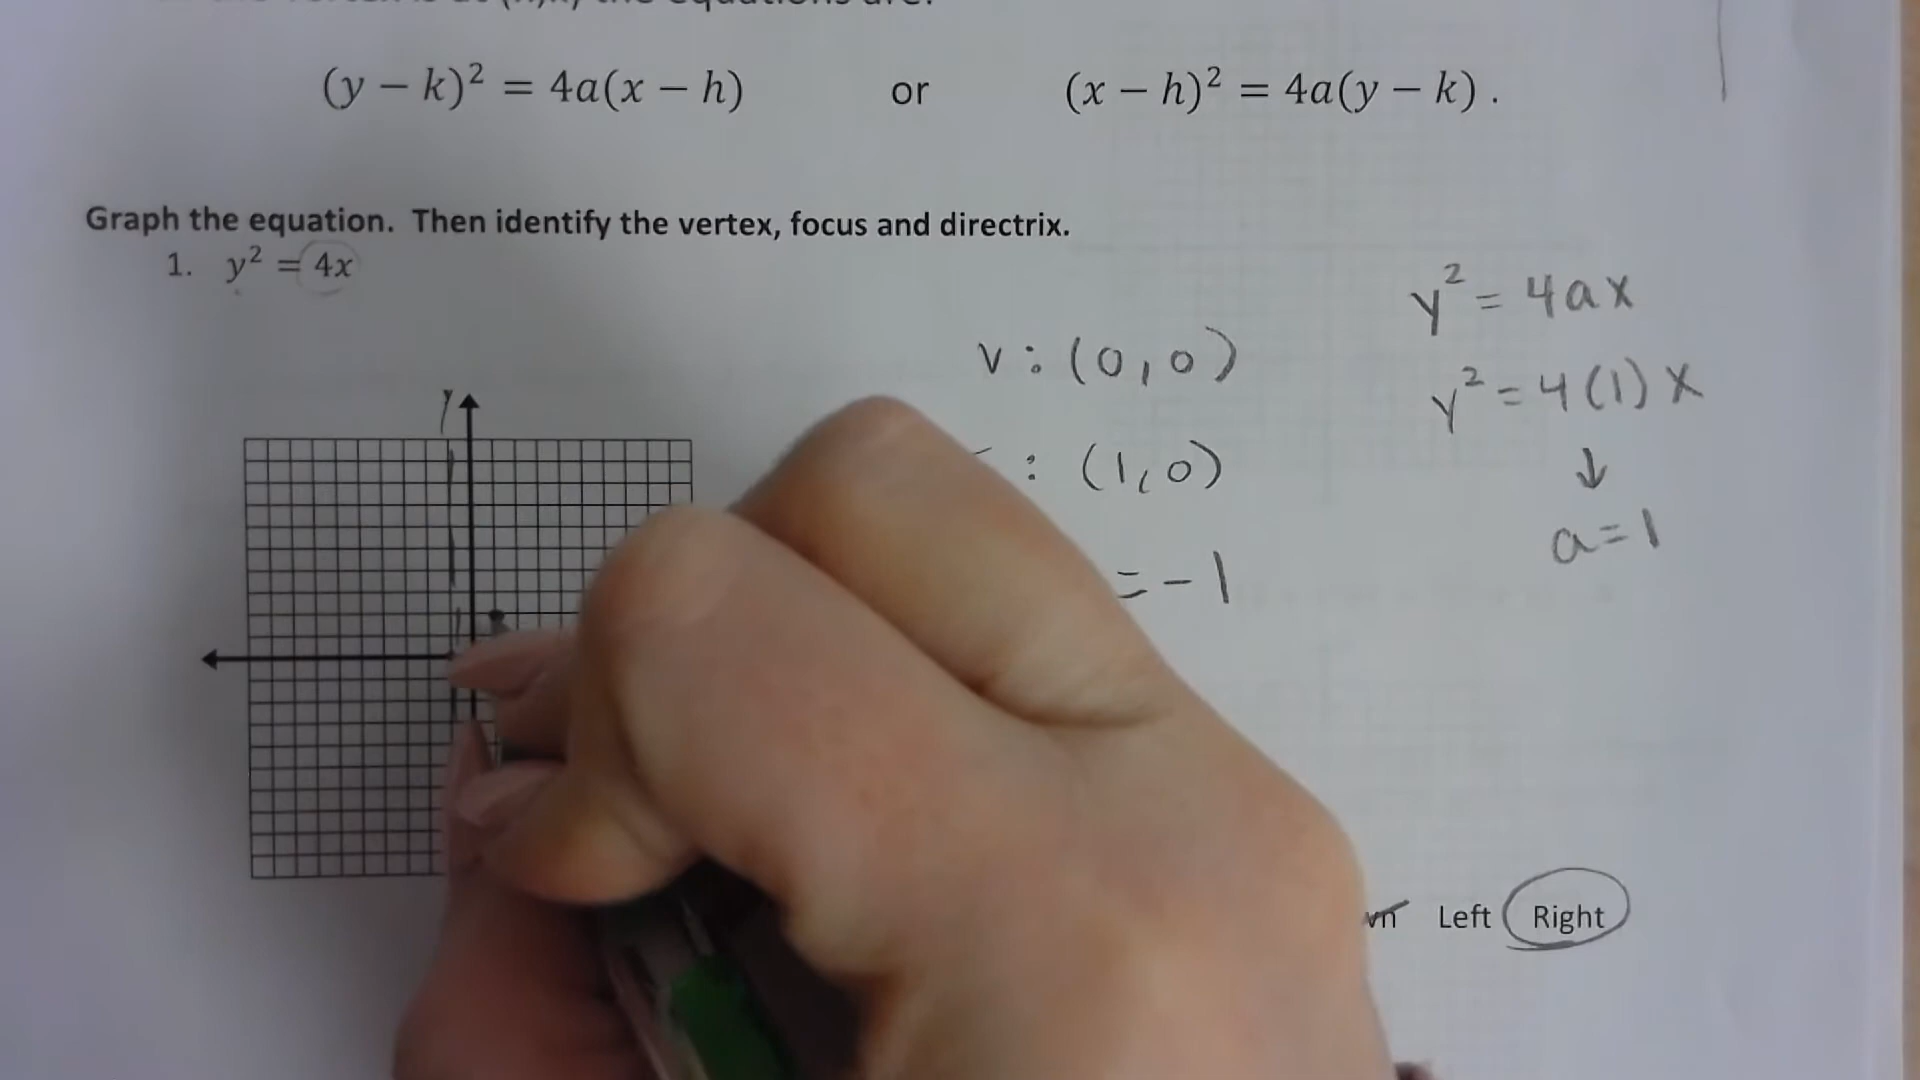 (y − k)² = 4a(x − h) or (x − h)² = 4a(y − k) .
Graph the equation. Then identify the vertex, focus and directrix.
1. y² = 4x
y² = 4ax
v : (0,0)
y² = 4(1)x
: (1,0)
a = 1
= -1
y
Left Right